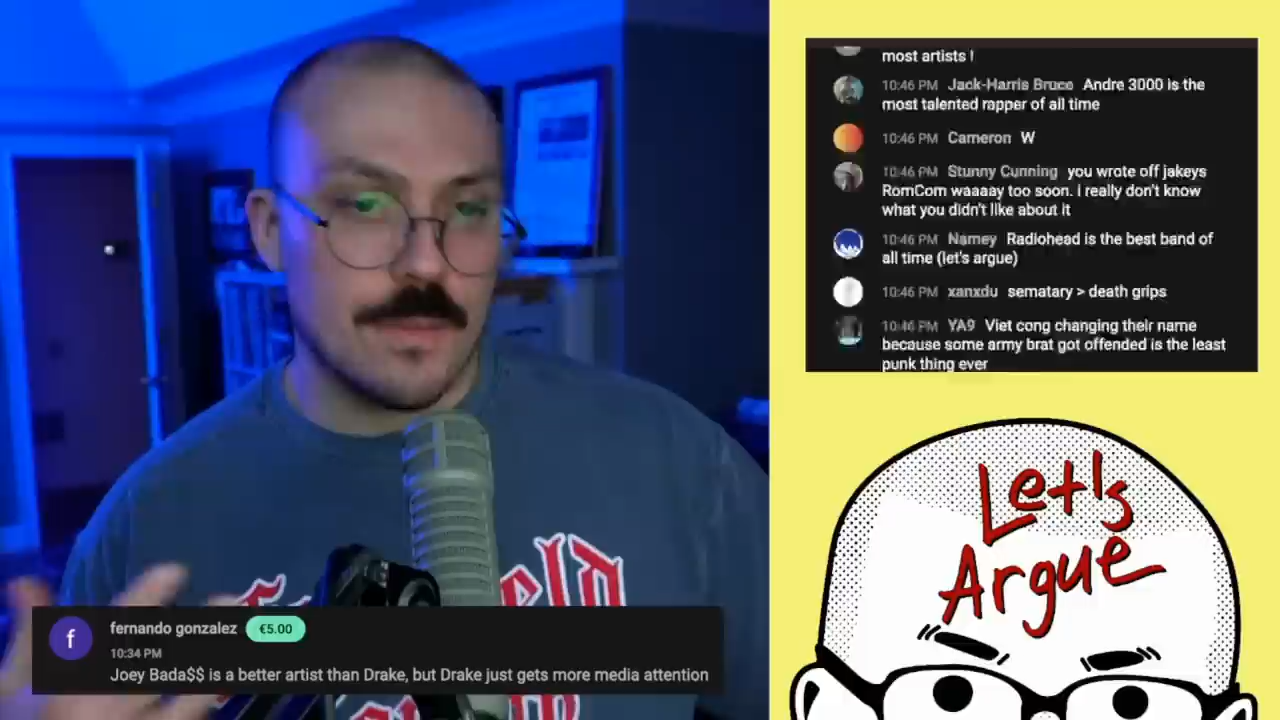 most artists !
10:46 PM Jack-Harris Bruce Andre 3000 is the
most talented rapper of all time
10:46 PM Cameron W
10:46 PM Stunny Cunning you wrote off jakeys
RomCom waaaay too soon. i really don't know
what you didn't like about it
10:46 PM Namey Radiohead is the best band of
all time (let's argue)
10:46 PM xanxdu sematary > death grips
10:46 PM YA9 Viet cong changing their name
because some army brat got offended is the least
punk thing ever
Let's
Argue
f
fernando gonzalez €5.00
10:34 PM
Joey Bada$$ is a better artist than Drake, but Drake just gets more media attention